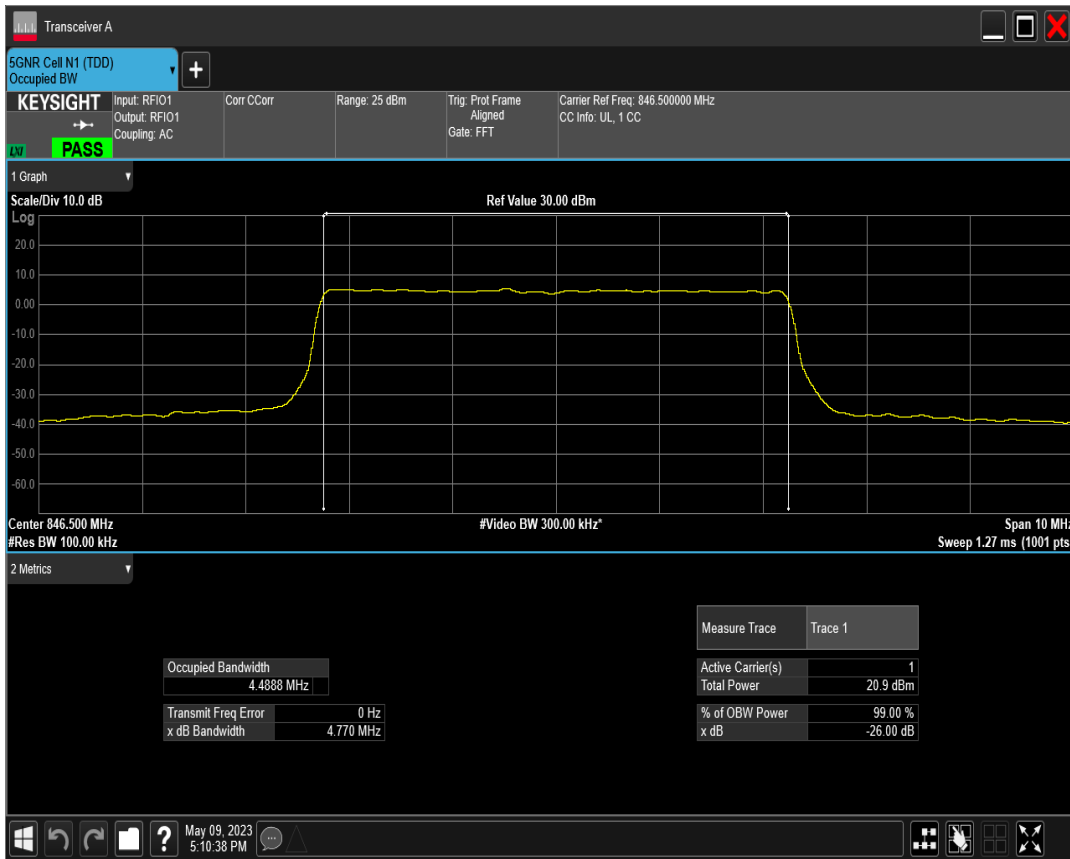 Transceiver A
5GNR Cell N1 (TDD)
Occupied BW
+
KEYSIGHT
LXI
PASS
Input: RFIO1
Output: RFIO1
Coupling: AC
Corr CCorr
Range: 25 dBm
Trig: Prot Frame
Aligned
Gate: FFT
Carrier Ref Freq: 846.500000 MHz
CC Info: UL, 1 CC
1 Graph
Scale/Div 10.0 dB
Ref Value 30.00 dBm
Log
20.0
10.0
0.00
-10.0
-20.0
-30.0
-40.0
-50.0
-60.0
Center 846.500 MHz
#Video BW 300.00 kHz*
Span 10 MHz
#Res BW 100.00 kHz
Sweep 1.27 ms (1001 pts
2 Metrics
Measure Trace Trace 1
Occupied Bandwidth
4.4888 MHz
Transmit Freq Error 0 Hz
x dB Bandwidth 4.770 MHz
Active Carrier(s) 1
Total Power 20.9 dBm
% of OBW Power 99.00 %
x dB -26.00 dB
?
May 09, 2023
5:10:38 PM